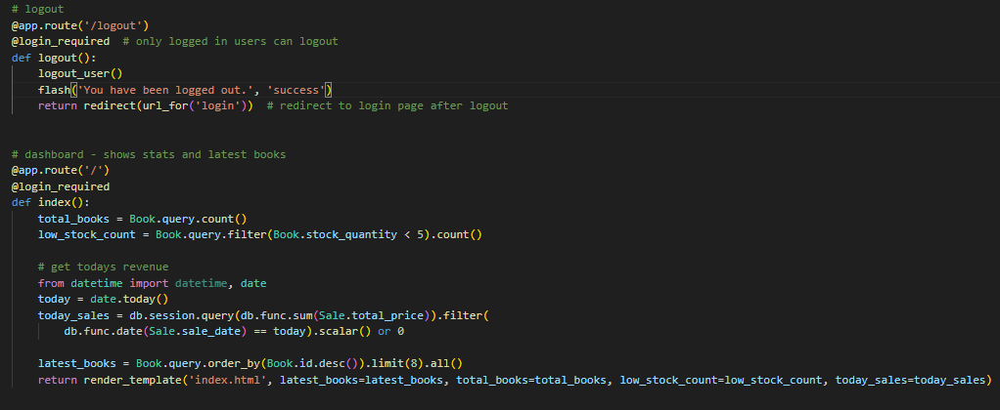 # logout
@app.route('/logout')
@login_required  # only logged in users can logout
def logout():
    logout_user()
    flash('You have been logged out.', 'success')
    return redirect(url_for('login'))  # redirect to login page after logout
# dashboard - shows stats and latest books
@app.route('/')
@login_required
def index():
    total_books = Book.query.count()
    low_stock_count = Book.query.filter(Book.stock_quantity < 5).count()
    # get todays revenue
    from datetime import datetime, date
    today = date.today()
    today_sales = db.session.query(db.func.sum(Sale.total_price)).filter(
        db.func.date(Sale.sale_date) == today).scalar() or 0
    latest_books = Book.query.order_by(Book.id.desc()).limit(8).all()
    return render_template('index.html', latest_books=latest_books, total_books=total_books, low_stock_count=low_stock_count, today_sales=today_sales)